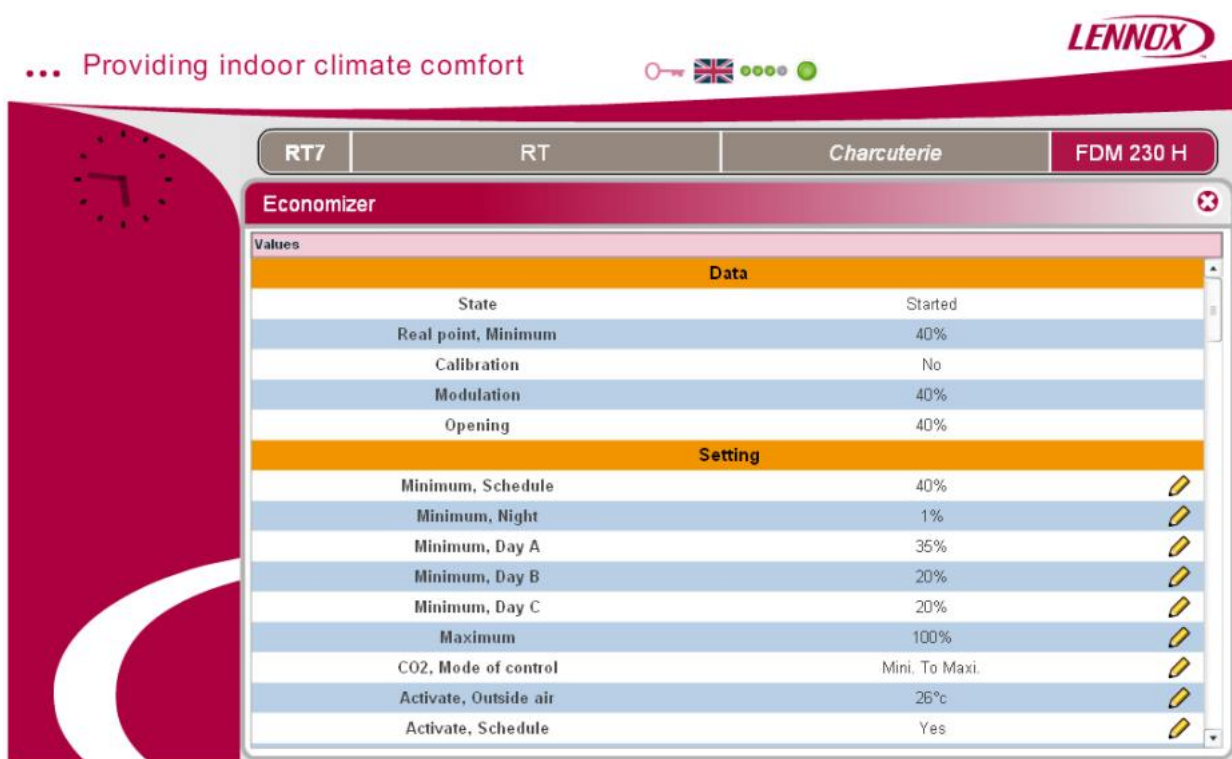 LENNOX
... Providing indoor climate comfort
RT7 RT Charcuterie FDM 230 H
Economizer
Values
Data
State Started
Real point, Minimum 40%
Calibration No
Modulation 40%
Opening 40%
Setting
Minimum, Schedule 40%
Minimum, Night 1%
Minimum, Day A 35%
Minimum, Day B 20%
Minimum, Day C 20%
Maximum 100%
CO2, Mode of control Mini. To Maxi.
Activate, Outside air 26°c
Activate, Schedule Yes